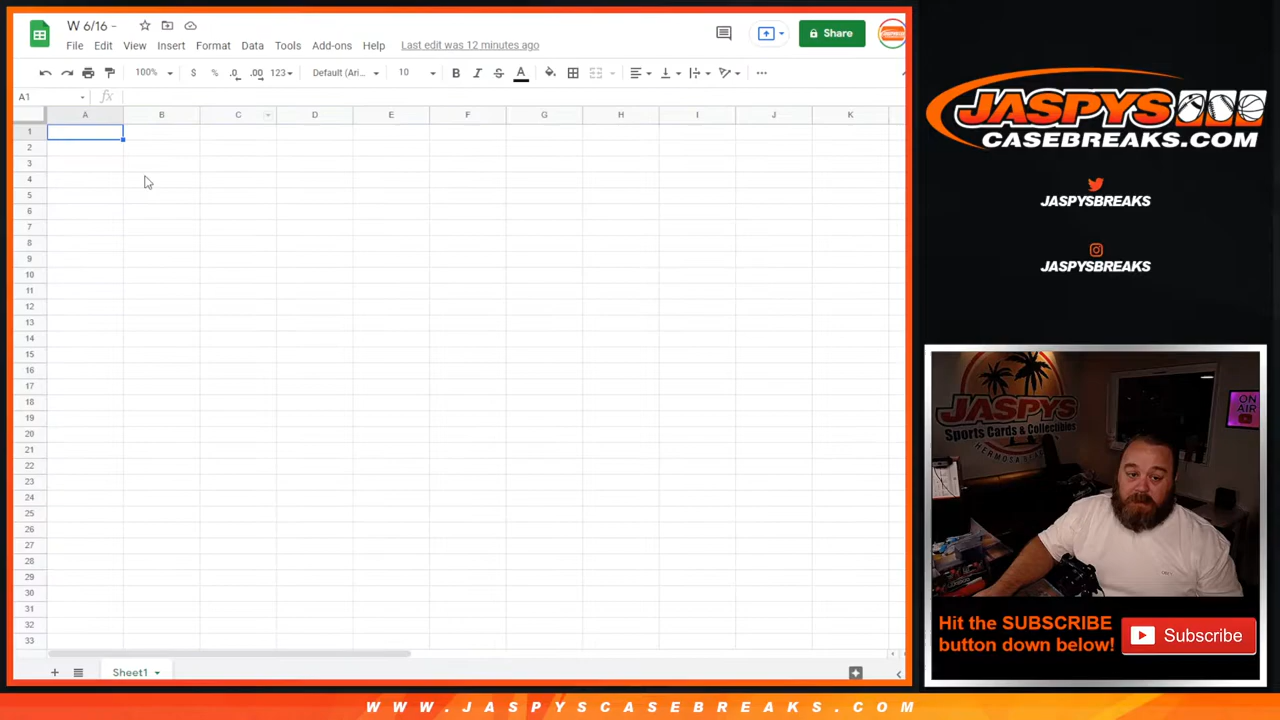 W 6/16 -
File Edit View Insert Format Data Tools Add-ons Help Last edit was 12 minutes ago
Share
100% $ % .0 .00 123 Default (Ari... 10 B I S A
A1 fx
A B C D E F G H I J K
1
2
3
4
5
6
7
8
9
10
11
12
13
14
15
16
17
18
19
20
21
22
23
24
25
26
27
28
29
30
31
32
33
Sheet1
JASPYS
CASEBREAKS.COM
JASPYSBREAKS
JASPYSBREAKS
JASPYS
Sports Cards & Collectibles
HERMOSA BEA
ON
AIR
Hit the SUBSCRIBE
button down below!
Subscribe
WWW.JASPYSCASEBREAKS.COM